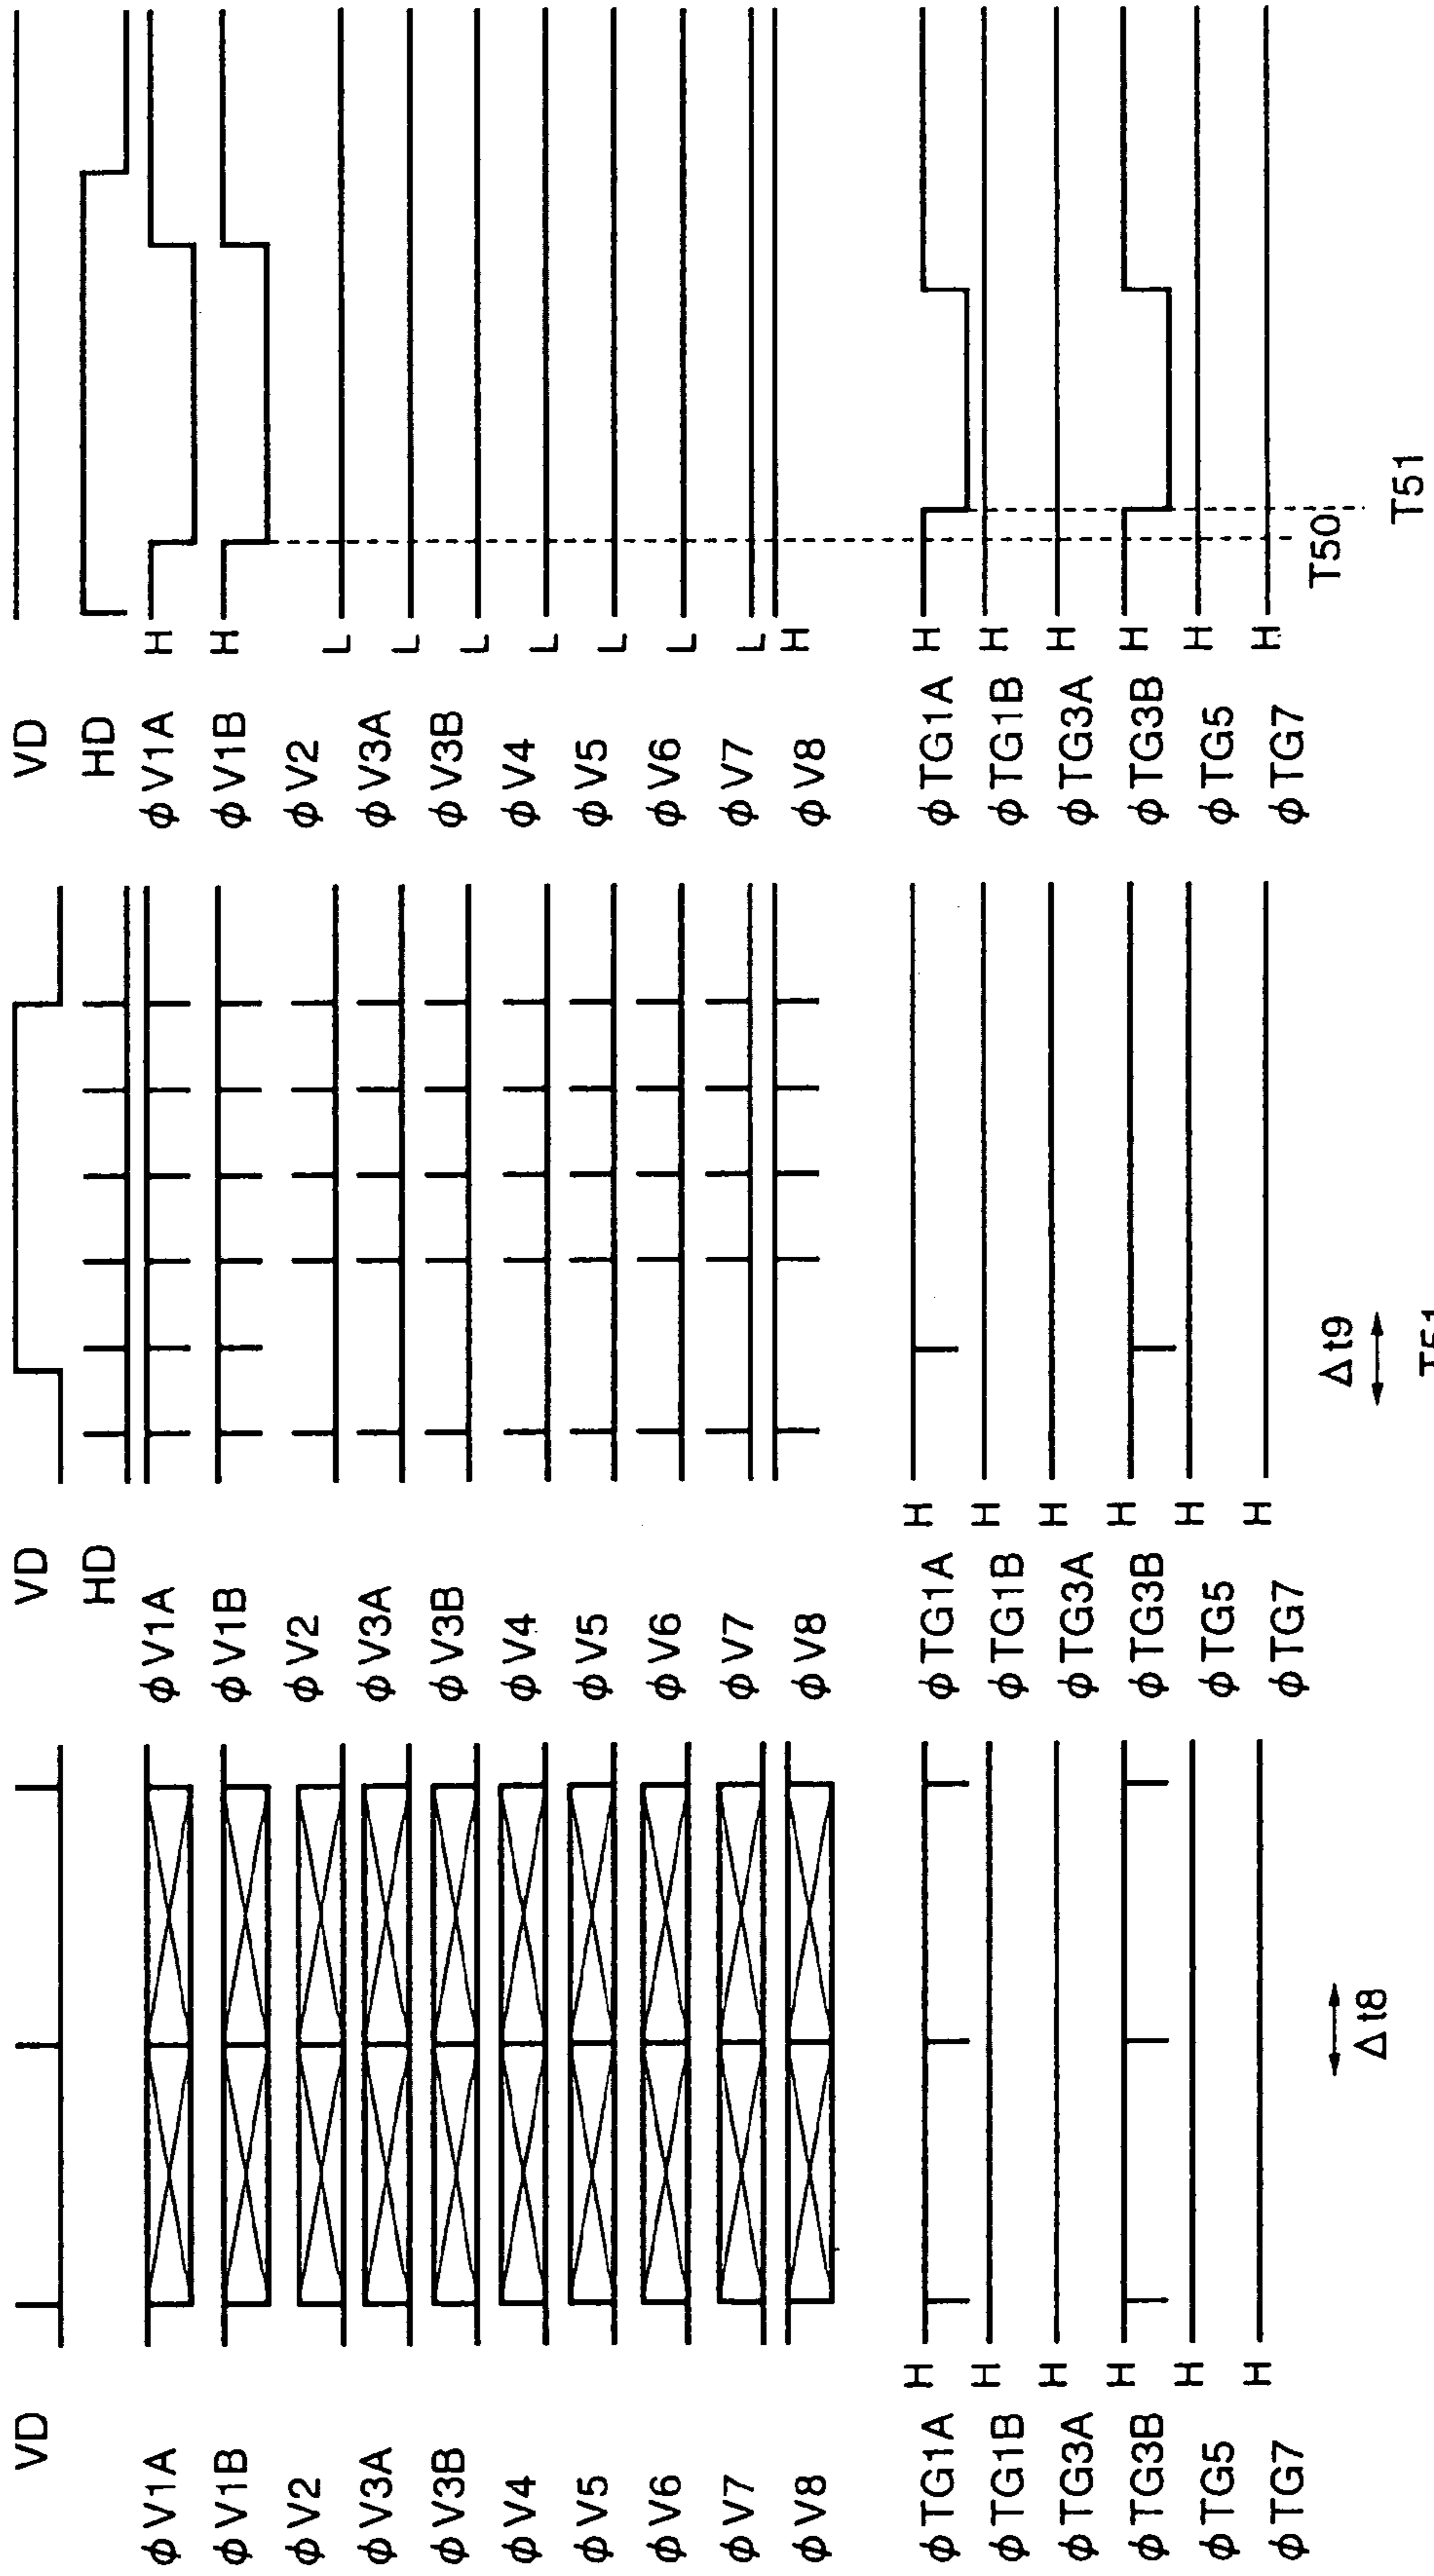 VD
φV1A
φV1B
φV2
φV3A
φV3B
φV4
φV5
φV6
φV7
φV8
φTG1A H
φTG1B H
φTG3A H
φTG3B H
φTG5 H
φTG7 H
Δt8
VD
HD
φV1A
φV1B
φV2
φV3A
φV3B
φV4
φV5
φV6
φV7
φV8
φTG1A H
φTG1B H
φTG3A H
φTG3B H
φTG5 H
φTG7 H
Δt9
T51
VD
HD
φV1A H
φV1B H
φV2 L
φV3A L
φV3B L
φV4 L
φV5 L
φV6 L
φV7 L
φV8 H
φTG1A H
φTG1B H
φTG3A H
φTG3B H
φTG5 H
φTG7 H
T50
T51